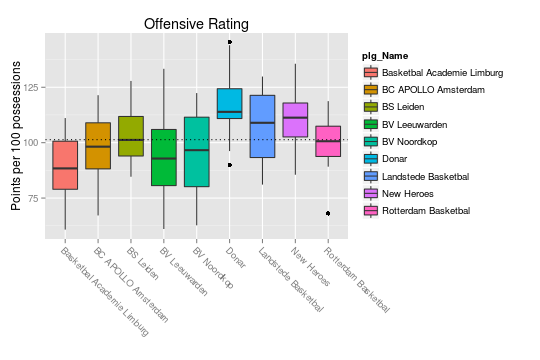 Offensive Rating
Points per 100 possessions
125
100
75
Basketbal Academie Limburg
BC APOLLO Amsterdam
BS Leiden
BV Leeuwarden
BV Noordkop
Donar
Landstede Basketbal
New Heroes
Rotterdam Basketbal
plg_Name
Basketbal Academie Limburg
BC APOLLO Amsterdam
BS Leiden
BV Leeuwarden
BV Noordkop
Donar
Landstede Basketbal
New Heroes
Rotterdam Basketbal